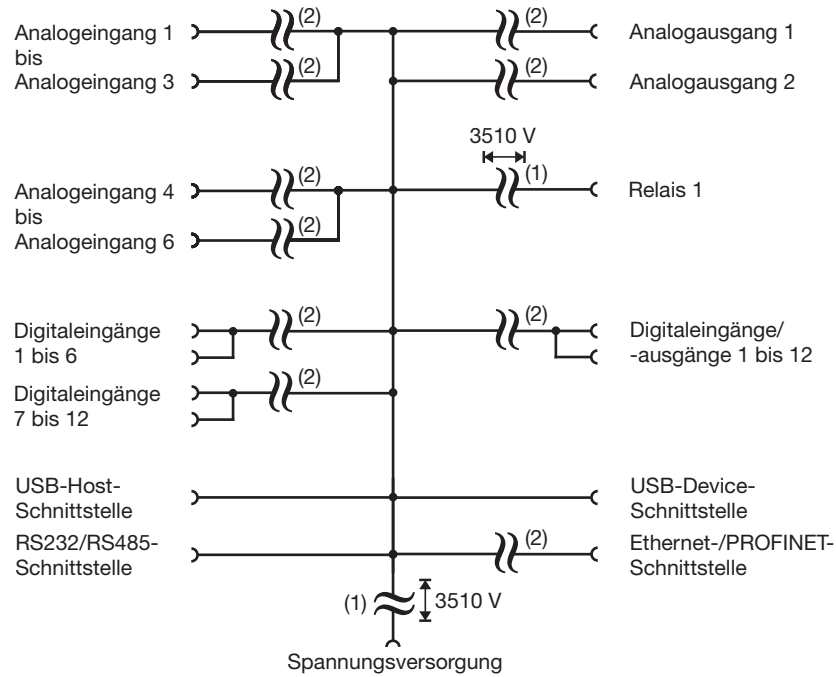 Analogeingang 1
bis
Analogeingang 3
(2)
(2)
(2)
(2)
Analogausgang 1
Analogausgang 2
Analogeingang 4
bis
Analogeingang 6
(2)
(2)
3510 V
(1)
Relais 1
Digitaleingänge
1 bis 6
(2)
(2)
Digitaleingänge/
-ausgänge 1 bis 12
Digitaleingänge
7 bis 12
(2)
USB-Host-
Schnittstelle
USB-Device-
Schnittstelle
RS232/RS485-
Schnittstelle
(2)
Ethernet-/PROFINET-
Schnittstelle
(1)
3510 V
Spannungsversorgung